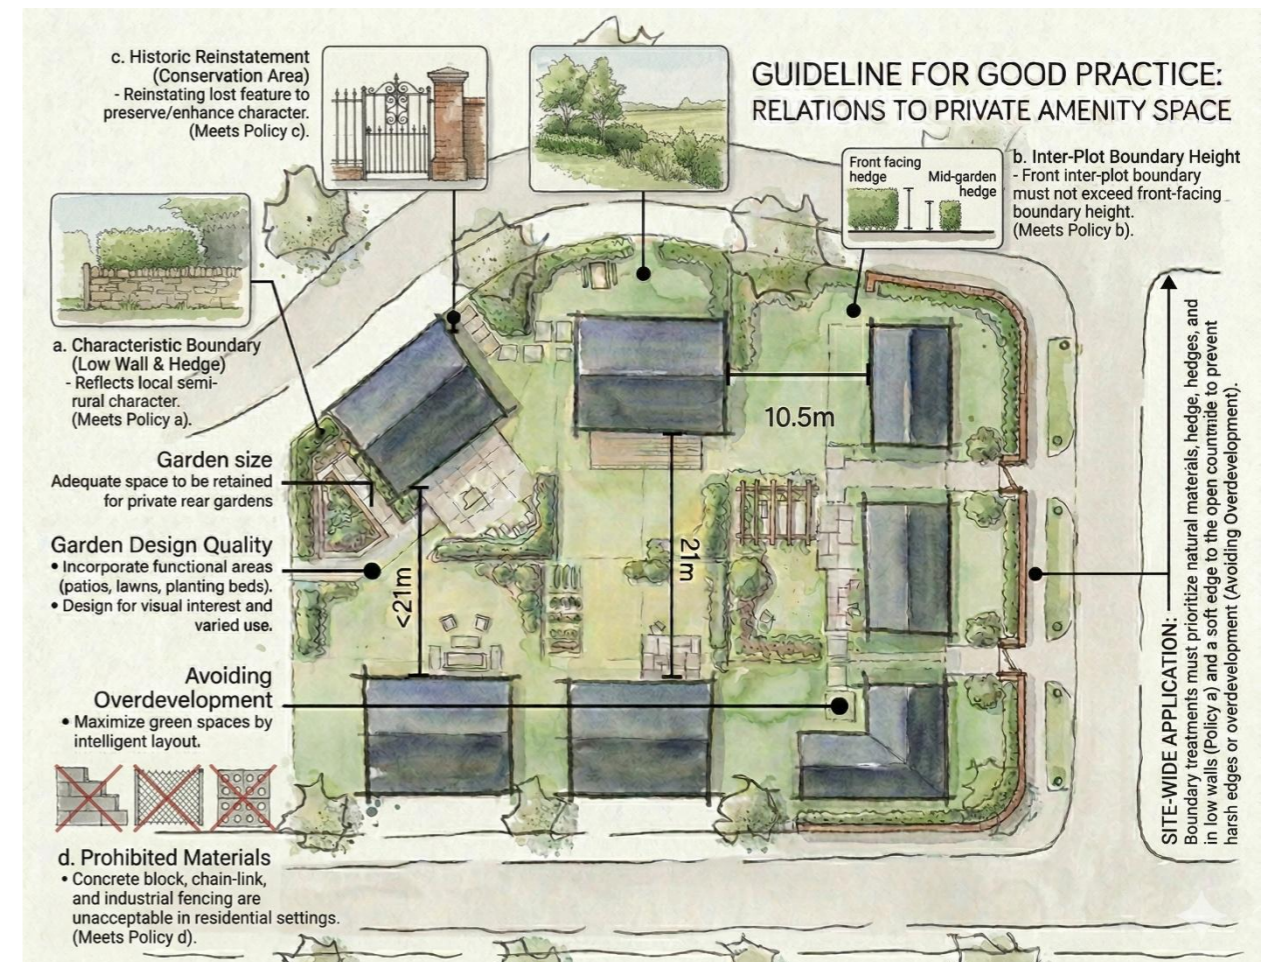 GUIDELINE FOR GOOD PRACTICE:
RELATIONS TO PRIVATE AMENITY SPACE
c. Historic Reinstatement
(Conservation Area)
- Reinstating lost feature to
preserve/enhance character.
(Meets Policy c).
Front facing
hedge
Mid-garden
hedge
b. Inter-Plot Boundary Height
- Front inter-plot boundary
must not exceed front-facing
boundary height.
(Meets Policy b).
a. Characteristic Boundary
(Low Wall & Hedge)
- Reflects local semi-
rural character.
(Meets Policy a).
Garden size
Adequate space to be retained
for private rear gardens
Garden Design Quality
• Incorporate functional areas
(patios, lawns, planting beds).
• Design for visual interest and
varied use.
Avoiding
Overdevelopment
• Maximize green spaces by
intelligent layout.
d. Prohibited Materials
• Concrete block, chain-link,
and industrial fencing are
unacceptable in residential settings.
(Meets Policy d).
10.5m
21m
<21m
SITE-WIDE APPLICATION:
Boundary treatments must prioritize natural materials, hedge, hedges, and
in low walls (Policy a) and a soft edge to the open countmide to prevent
harsh edges or overdevelopment (Avoiding Overdevelopment).